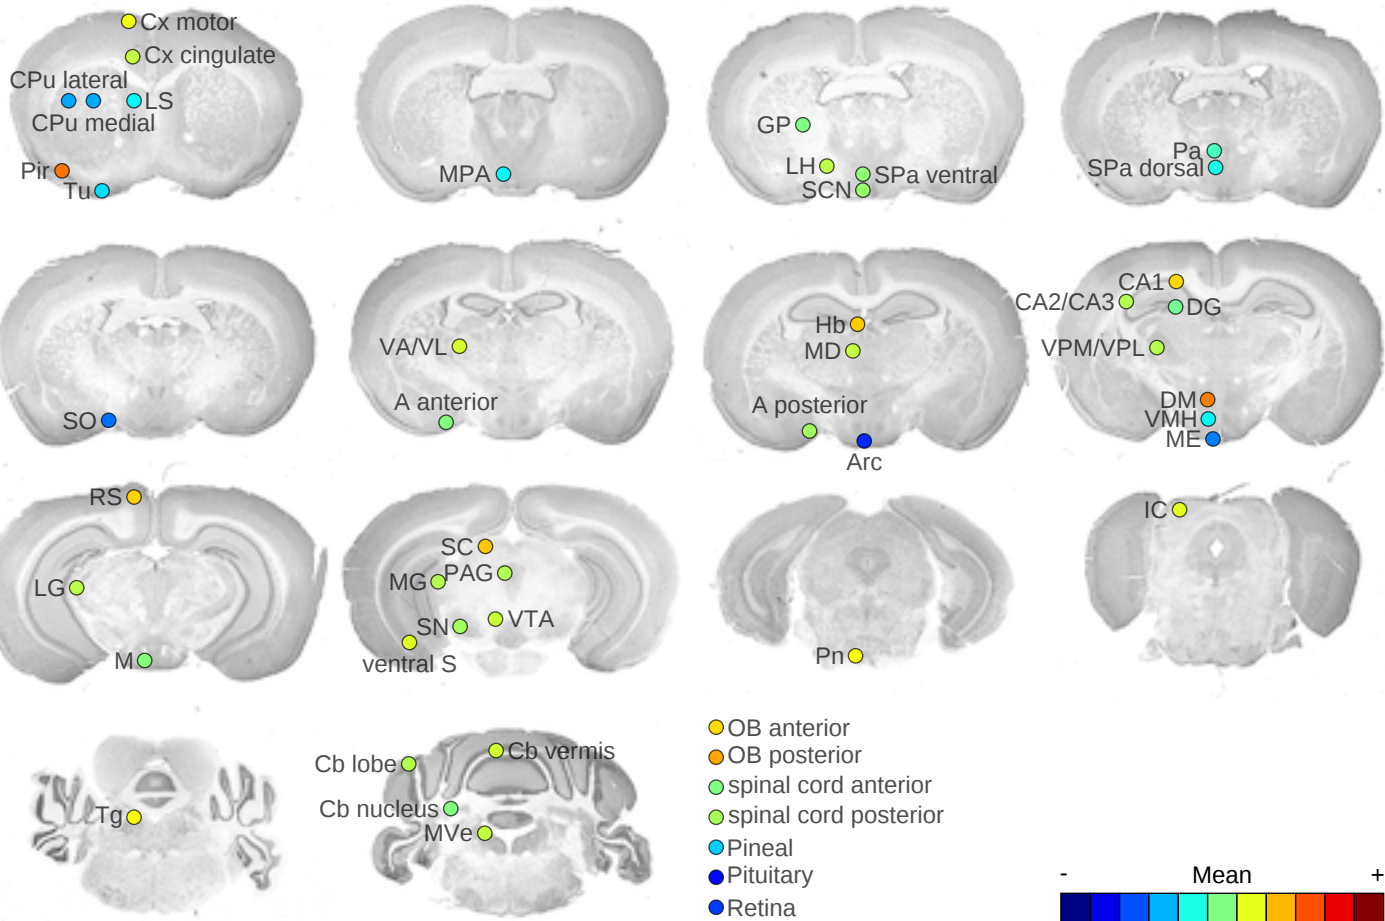 Cx motor
Cx cingulate
CPu lateral
LS
CPu medial
Pir
Tu
MPA
GP
LH
SPa ventral
SCN
Pa
SPa dorsal
SO
VA/VL
A anterior
Hb
MD
A posterior
Arc
CA1
CA2/CA3
DG
VPM/VPL
DM
VMH
ME
RS
LG
M
SC
MG
PAG
SN
VTA
ventral S
Pn
IC
Tg
Cb lobe
Cb vermis
Cb nucleus
MVe
OB anterior
OB posterior
spinal cord anterior
spinal cord posterior
Pineal
Pituitary
Retina
- Mean +